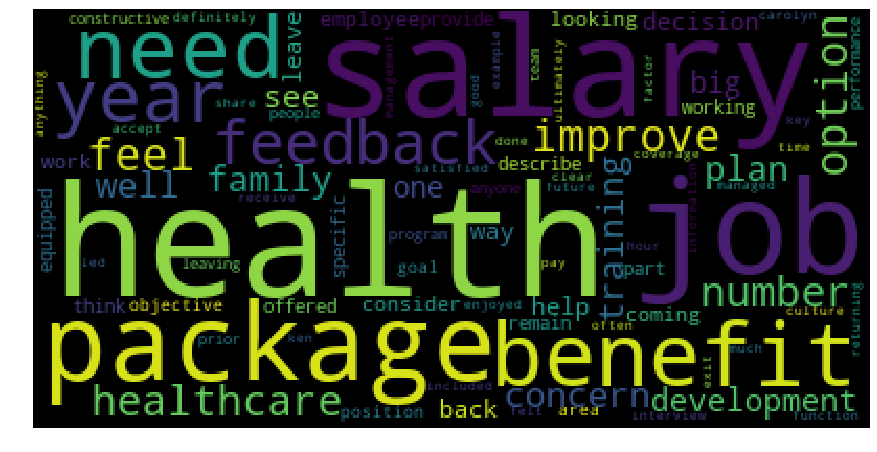 constructive definitely employeeprovide looking decision carolyn
need leave salary option
anything year share see people management example good team ultimately factor big working key performance
accept feedback done improve time
work feel describe coverage plan
well family satisfied one anyone clear future training managed
equipped receive specific information
health job
led leaving program goal way pay hour part
think objective offered consider enjoyed help coming number culture returning
prior ken remain often
package benefit
included much exit
healthcare concern development
position back felt area interview function